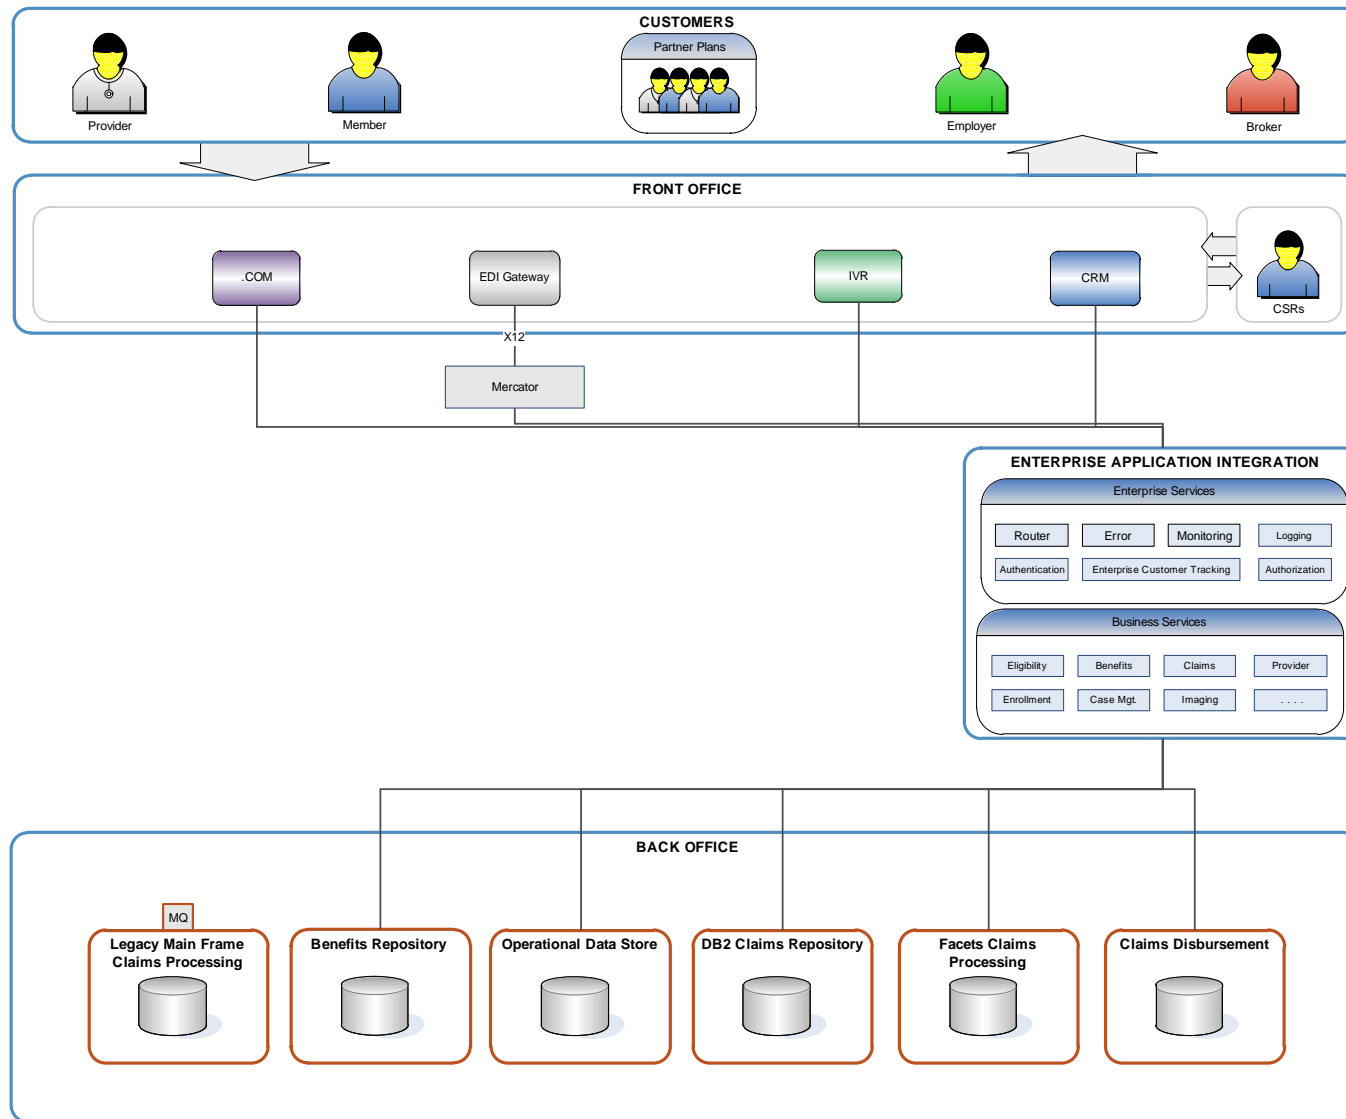 CUSTOMERS
Partner Plans
Provider
Member
Employer
Broker
FRONT OFFICE
.COM
EDI Gateway
IVR
CRM
CSRs
X12
Mercator
ENTERPRISE APPLICATION INTEGRATION
Enterprise Services
Router
Error
Monitoring
Logging
Authentication
Enterprise Customer Tracking
Authorization
Business Services
Eligibility
Benefits
Claims
Provider
Enrollment
Case Mgt.
Imaging
. . . .
BACK OFFICE
MQ
Legacy Main Frame
Claims Processing
Benefits Repository
Operational Data Store
DB2 Claims Repository
Facets Claims
Processing
Claims Disbursement